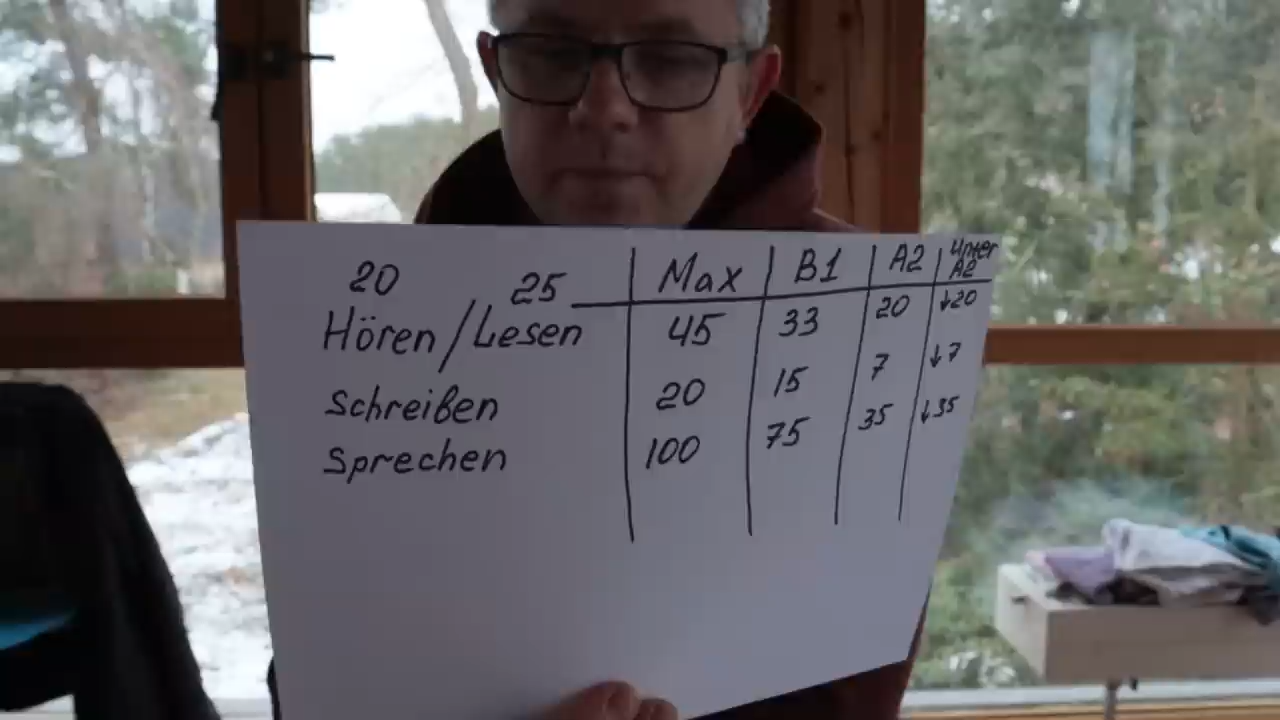 20 25 Max B1 A2 Unter A2
Hören/Lesen 45 33 20 ↓20
Schreiben 20 15 7 ↓7
Sprechen 100 75 35 ↓35